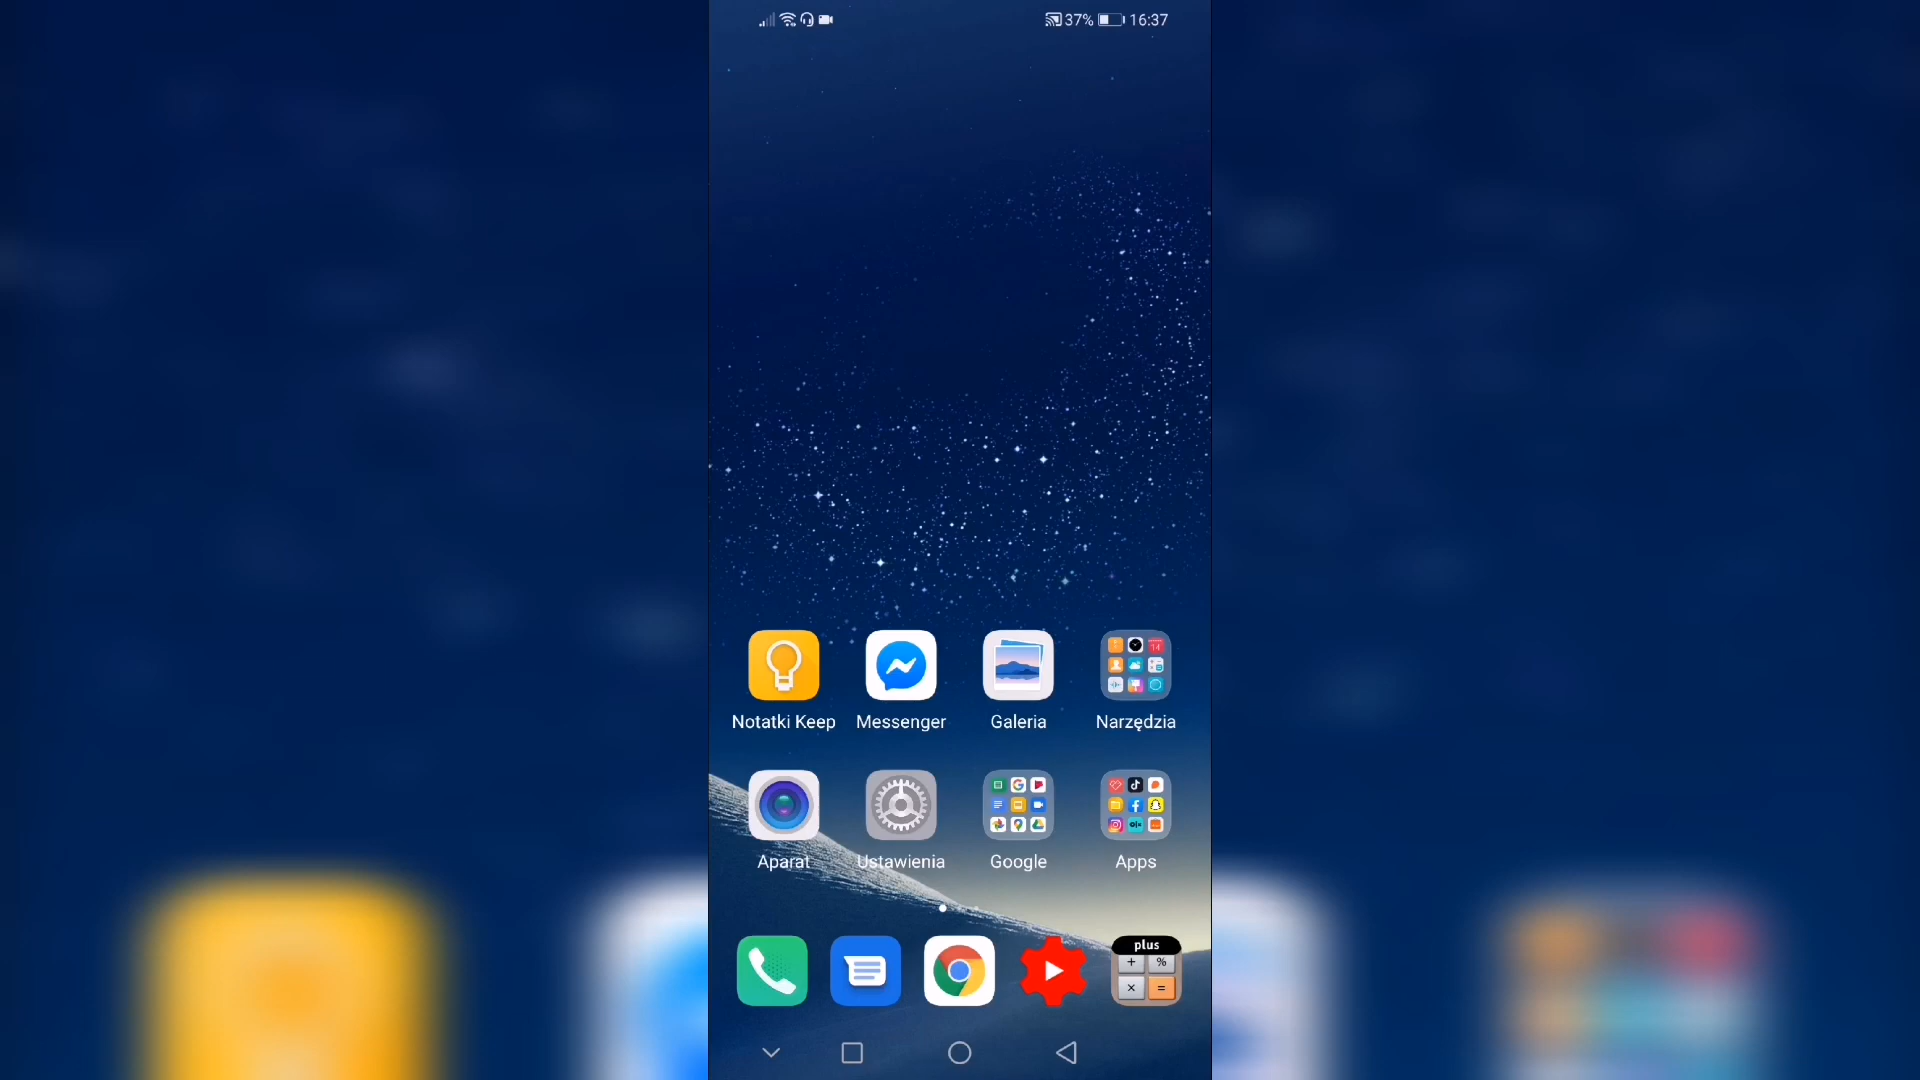 37% 16:37
Notatki Keep Messenger Galeria Narzędzia
Aparat Ustawienia Google Apps
plus
+ %
× =